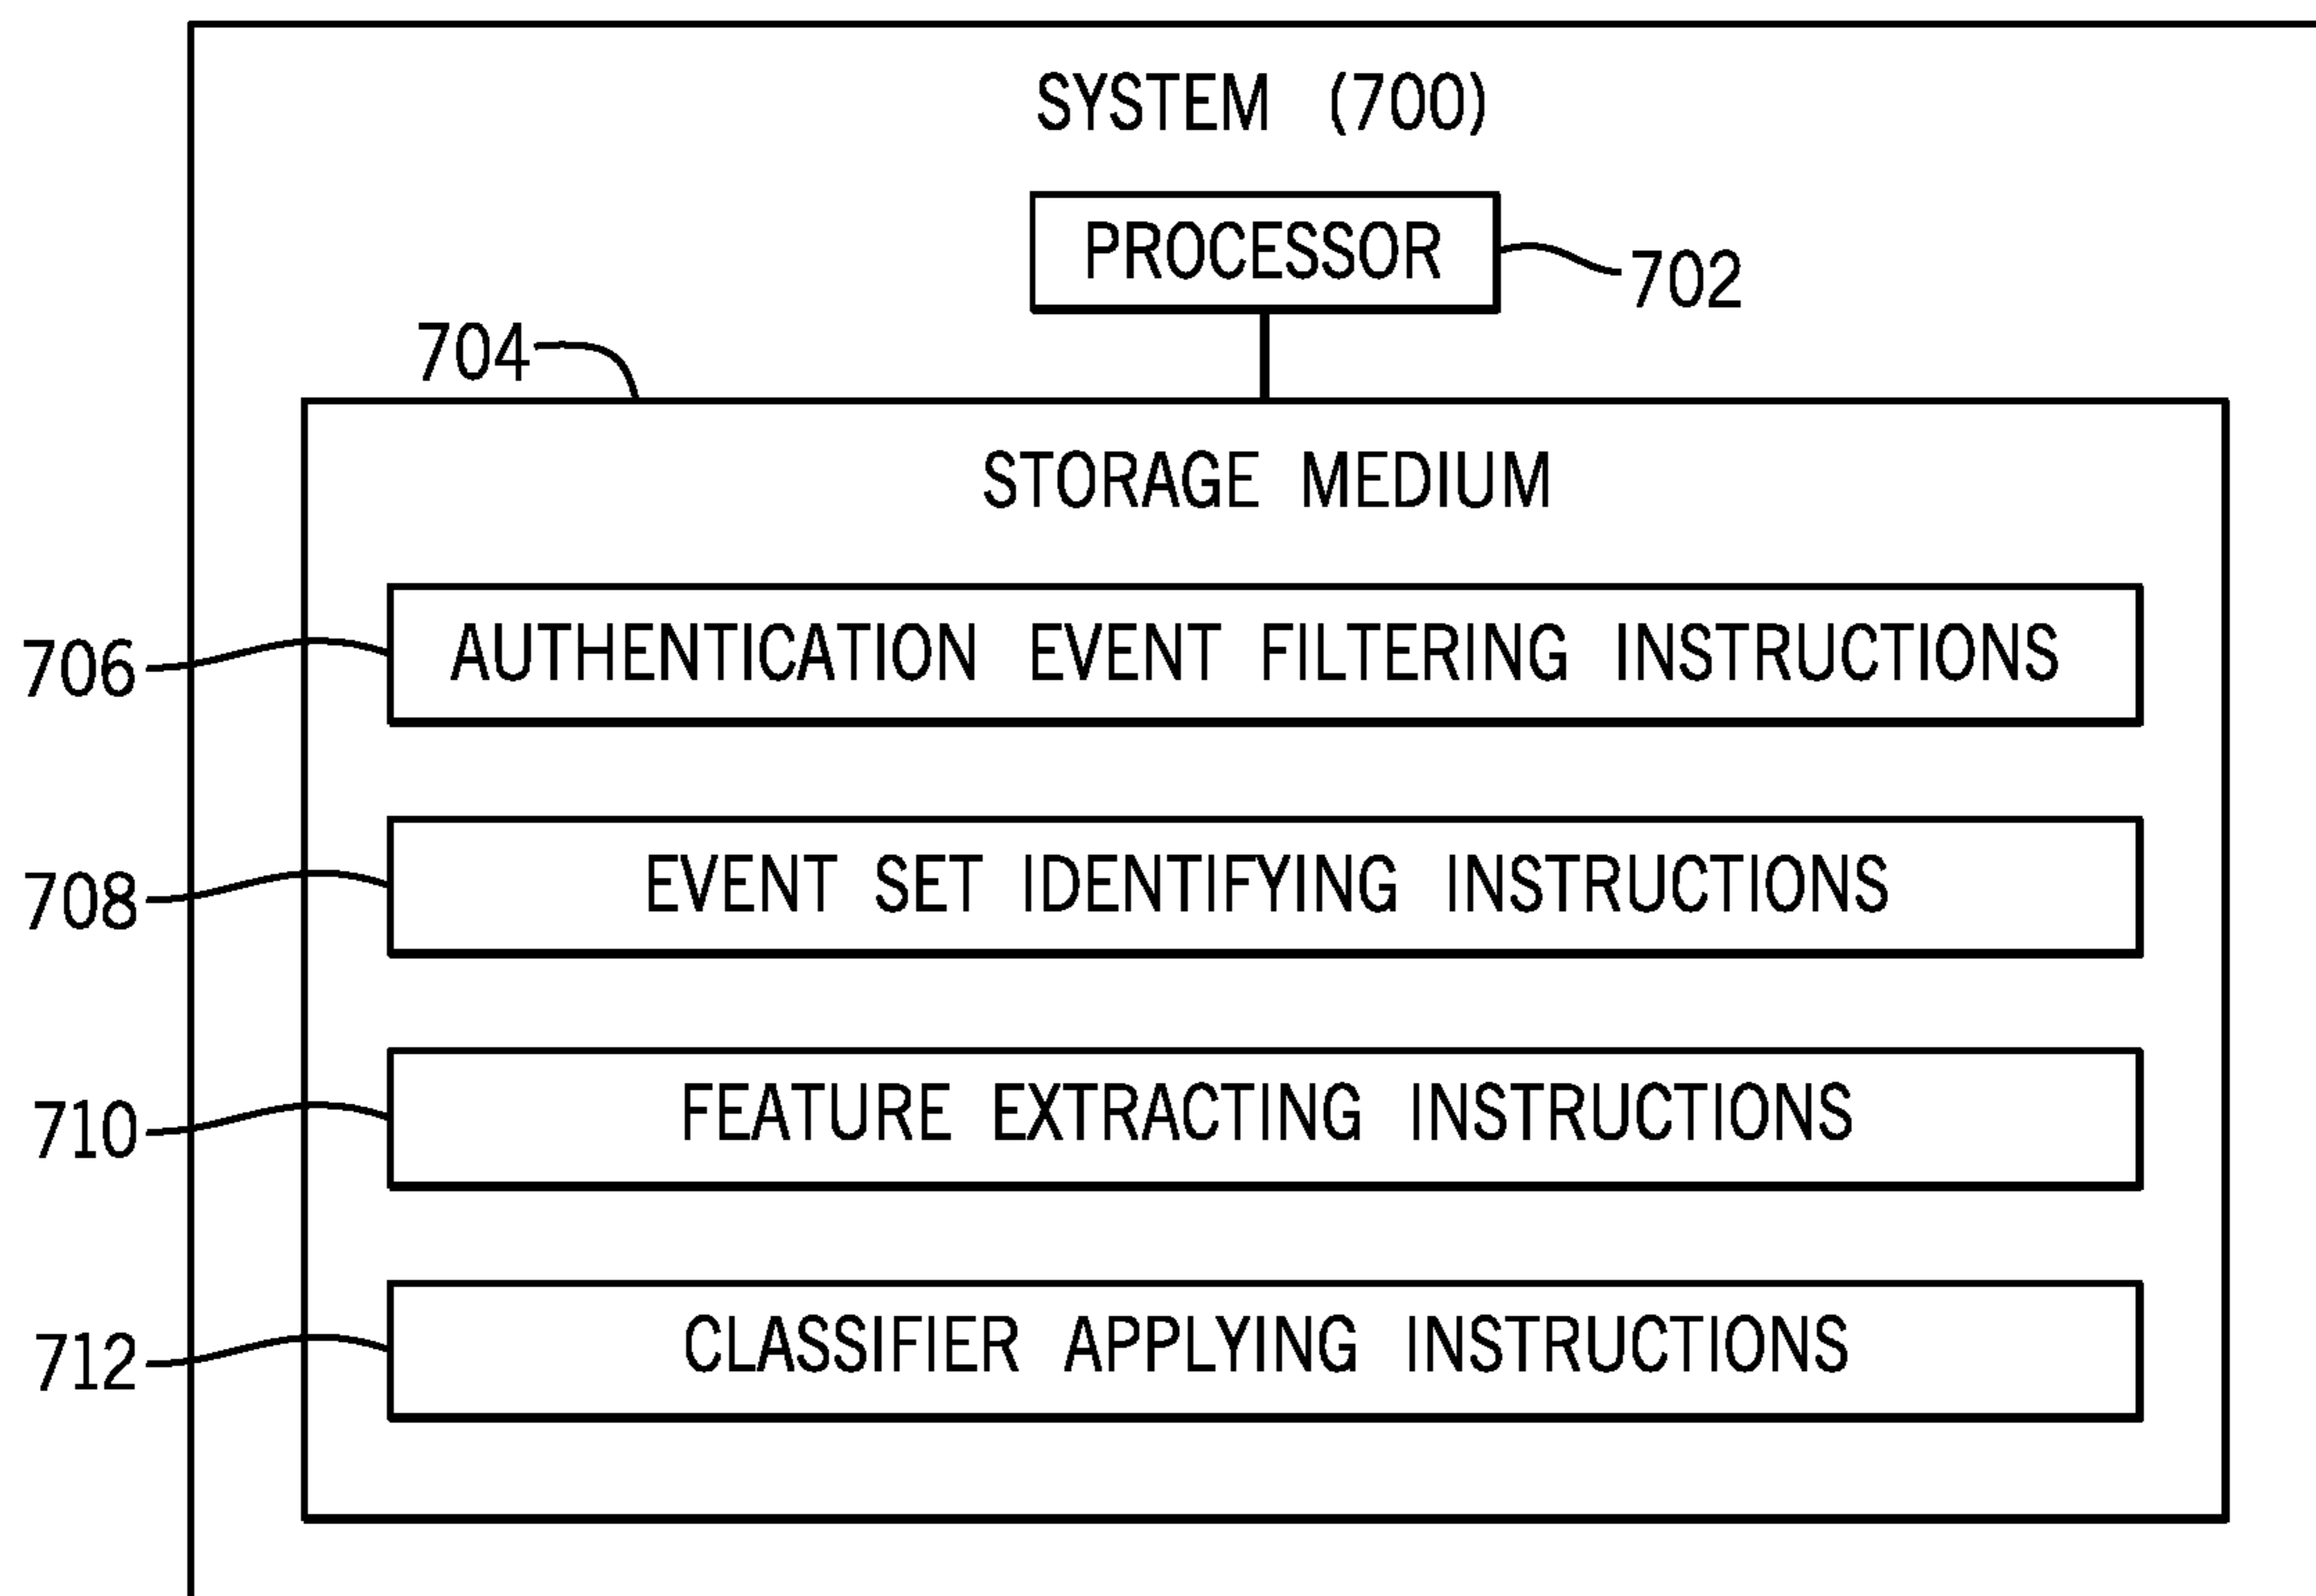 SYSTEM (700)
PROCESSOR
702
704
STORAGE MEDIUM
706
AUTHENTICATION EVENT FILTERING INSTRUCTIONS
708
EVENT SET IDENTIFYING INSTRUCTIONS
710
FEATURE EXTRACTING INSTRUCTIONS
712
CLASSIFIER APPLYING INSTRUCTIONS